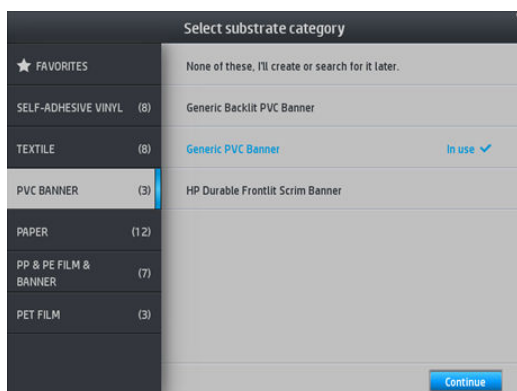 Select substrate category
FAVORITES
SELF-ADHESIVE VINYL (8)
TEXTILE (8)
PVC BANNER (3)
PAPER (12)
PP & PE FILM &
BANNER (7)
PET FILM (3)
None of these, I'll create or search for it later.
Generic Backlit PVC Banner
Generic PVC Banner In use
HP Durable Frontlit Scrim Banner
Continue